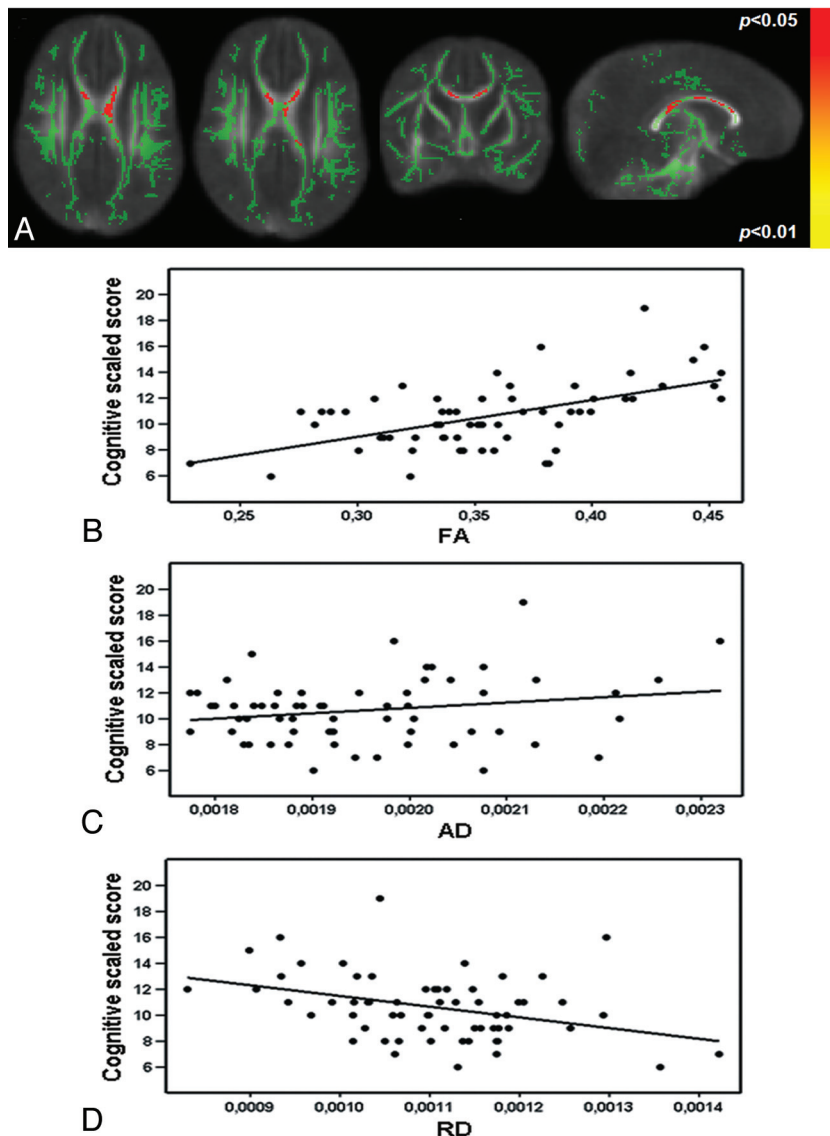 p<0.05
A
p<0.01
Cognitive scaled score
20
18
16
14
12
10
8
6
0,25 0,30 0,35 0,40 0,45
B
FA
Cognitive scaled score
20
18
16
14
12
10
8
6
0,0018 0,0019 0,0020 0,0021 0,0022 0,0023
C
AD
Cognitive scaled score
20
18
16
14
12
10
8
6
0,0009 0,0010 0,0011 0,0012 0,0013 0,0014
D
RD